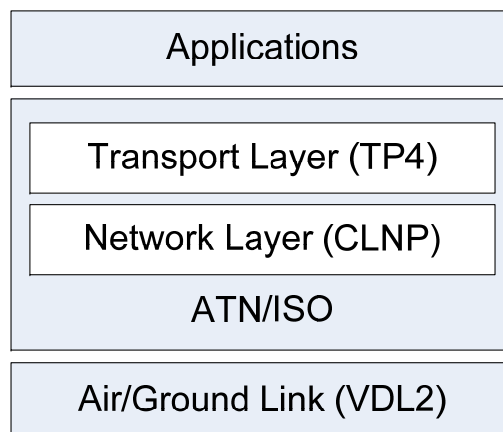 Applications
Transport Layer (TP4)
Network Layer (CLNP)
ATN/ISO
Air/Ground Link (VDL2)